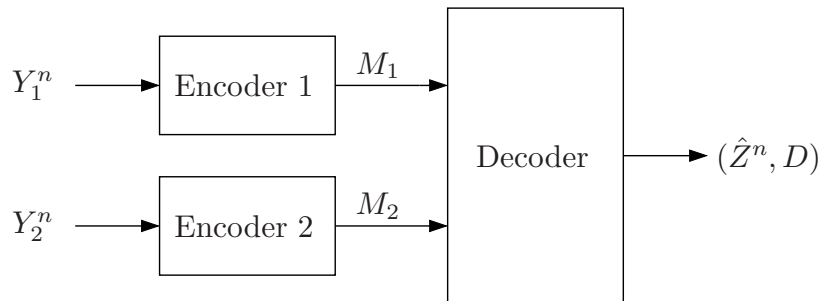 Y_1^n
Encoder 1
M_1
Decoder
(\hat{Z}^n, D)
Y_2^n
Encoder 2
M_2